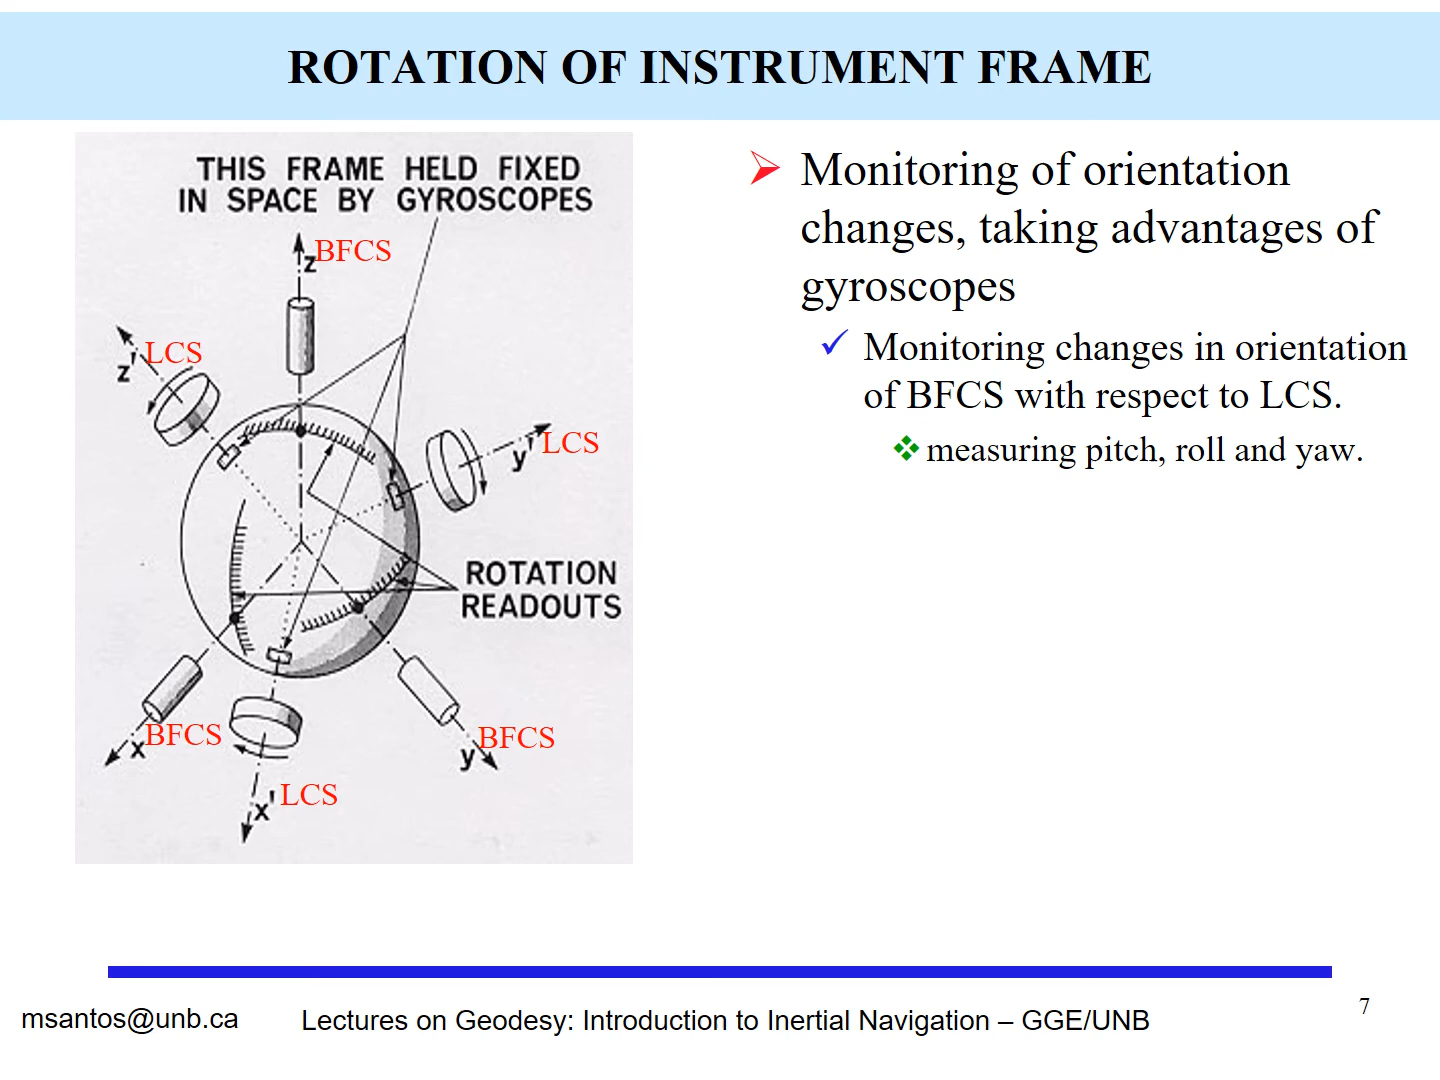 ROTATION OF INSTRUMENT FRAME
THIS FRAME HELD FIXED
IN SPACE BY GYROSCOPES
z BFCS
z' LCS
y' LCS
ROTATION
READOUTS
x BFCS
y BFCS
x' LCS
Monitoring of orientation
changes, taking advantages of
gyroscopes
Monitoring changes in orientation
of BFCS with respect to LCS.
measuring pitch, roll and yaw.
msantos@unb.ca
Lectures on Geodesy: Introduction to Inertial Navigation – GGE/UNB
7